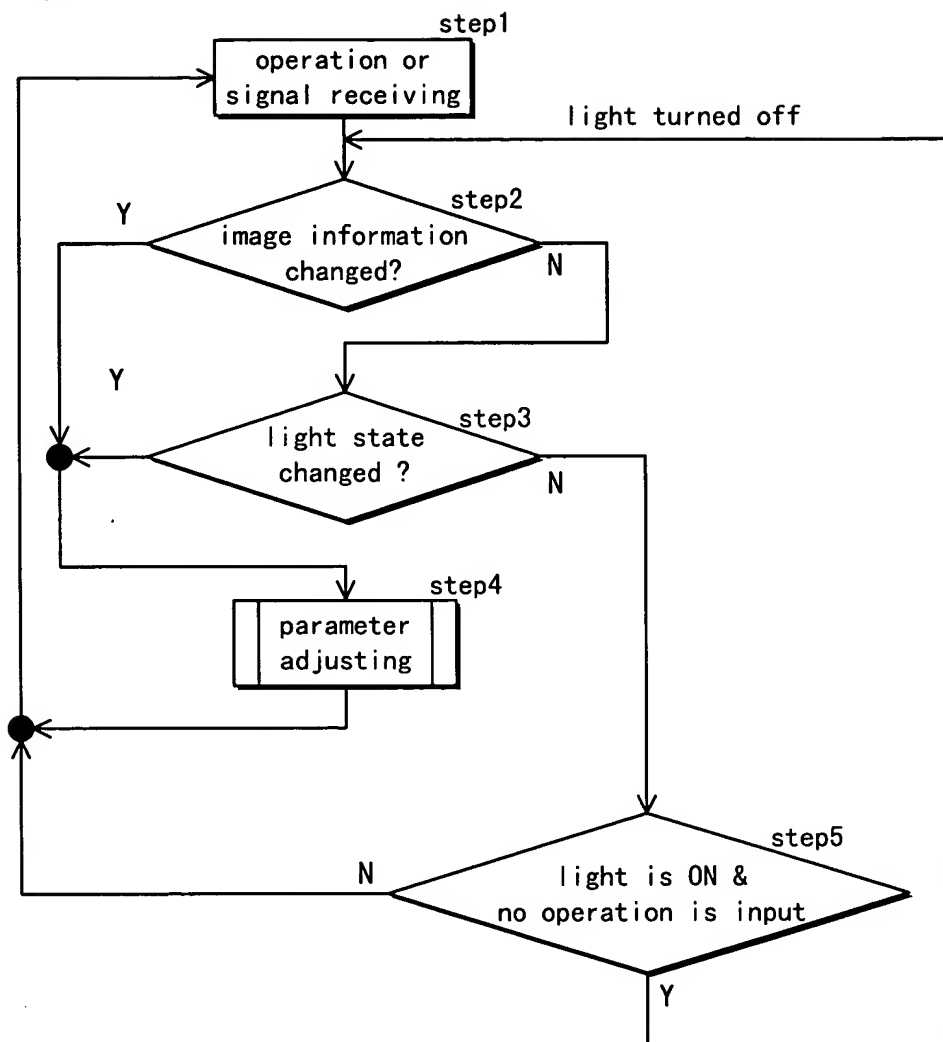 step1
operation or
signal receiving
light turned off
step2
Y
image information
changed?
N
Y
step3
light state
changed ?
N
step4
parameter
adjusting
step5
N
light is ON &
no operation is input
Y